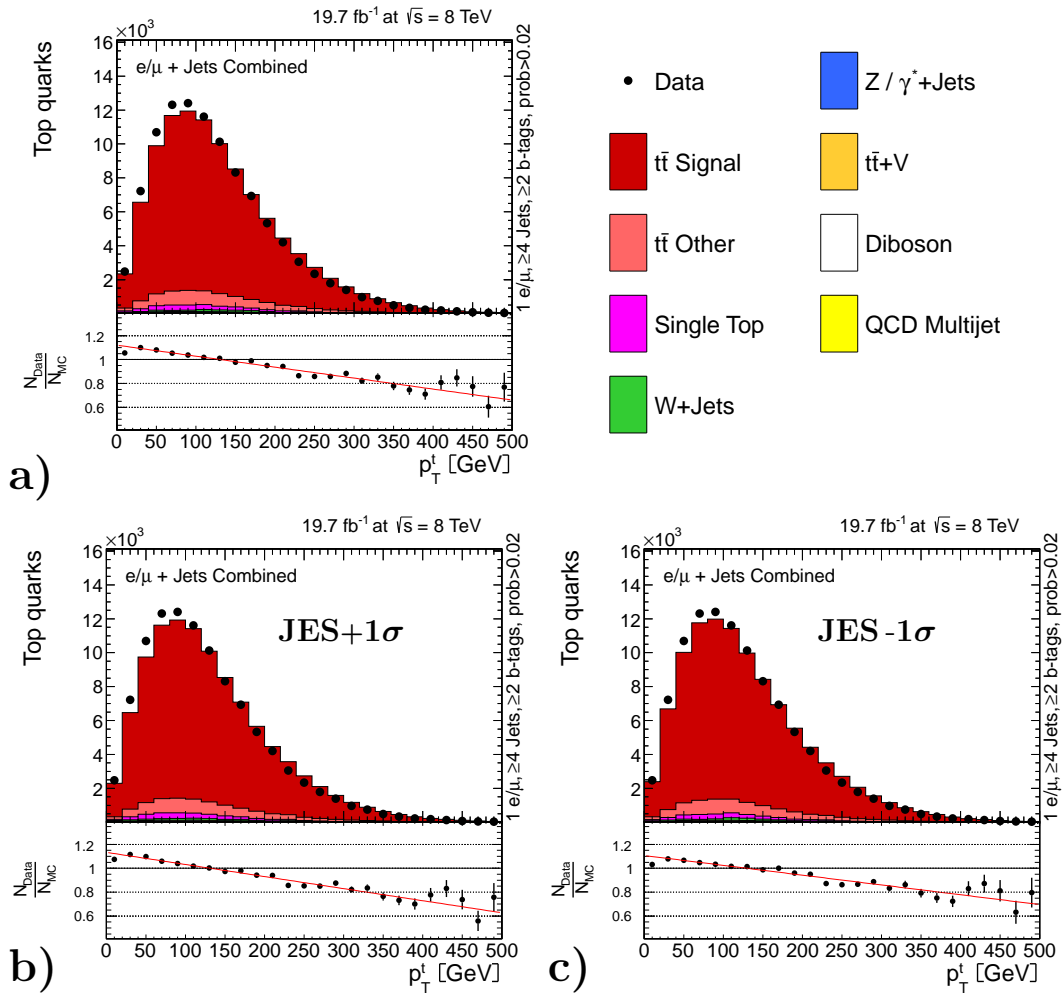 19.7 fb⁻¹ at √s = 8 TeV
×10³
e/μ + Jets Combined
Top quarks
16
14
12
10
8
6
4
2
1 e/μ, ≥4 Jets, ≥2 b-tags, prob>0.02
N_Data
N_MC
1.2
1
0.8
0.6
0 50 100 150 200 250 300 350 400 450 500
p_T^t [GeV]
a)
Data
tt̄ Signal
tt̄ Other
Single Top
W+Jets
Z / γ*+Jets
tt̄+V
Diboson
QCD Multijet
19.7 fb⁻¹ at √s = 8 TeV
×10³
e/μ + Jets Combined
JES+1σ
Top quarks
16
14
12
10
8
6
4
2
1 e/μ, ≥4 Jets, ≥2 b-tags, prob>0.02
N_Data
N_MC
1.2
1
0.8
0.6
0 50 100 150 200 250 300 350 400 450 500
p_T^t [GeV]
b)
19.7 fb⁻¹ at √s = 8 TeV
×10³
e/μ + Jets Combined
JES-1σ
Top quarks
16
14
12
10
8
6
4
2
1 e/μ, ≥4 Jets, ≥2 b-tags, prob>0.02
N_Data
N_MC
1.2
1
0.8
0.6
0 50 100 150 200 250 300 350 400 450 500
p_T^t [GeV]
c)